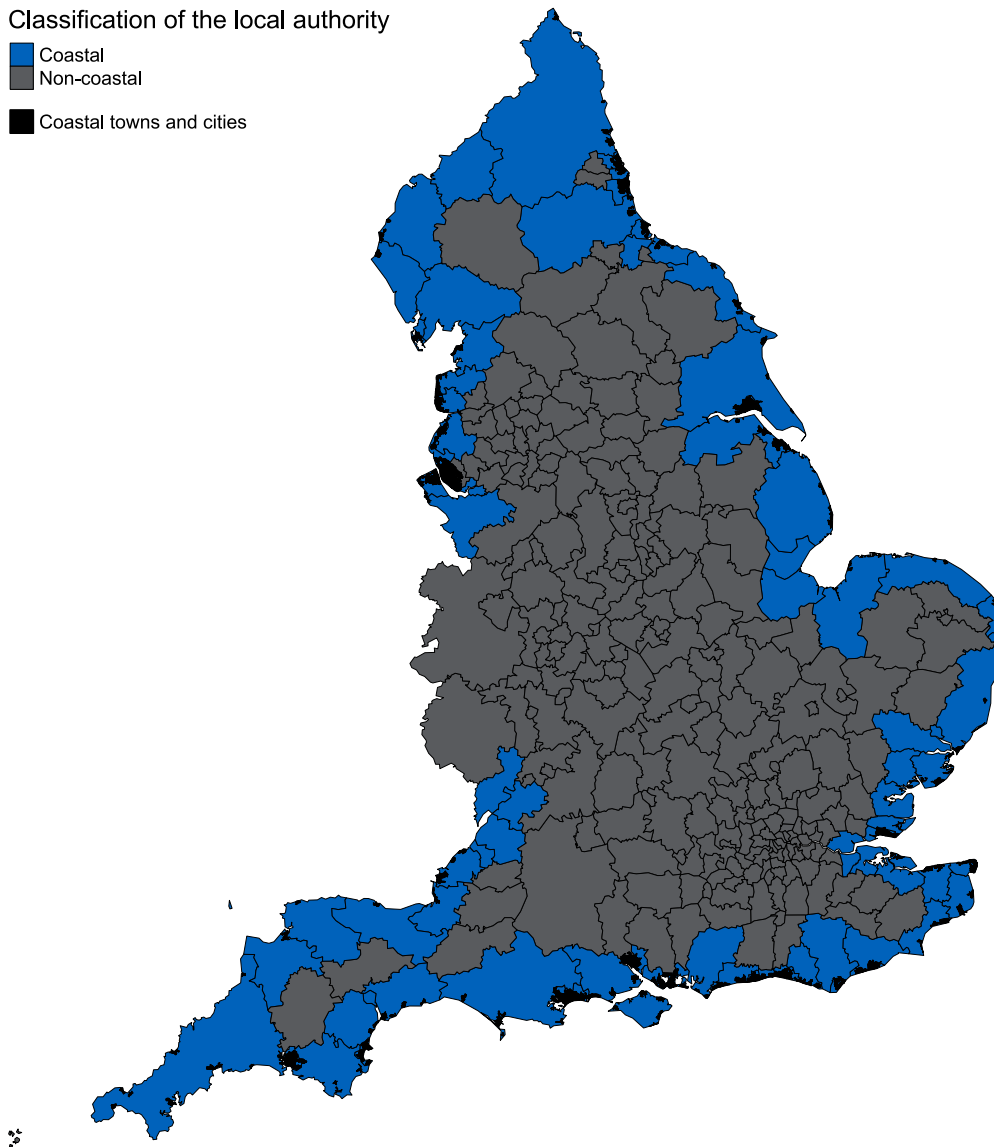 Classification of the local authority
Coastal
Non-coastal
Coastal towns and cities